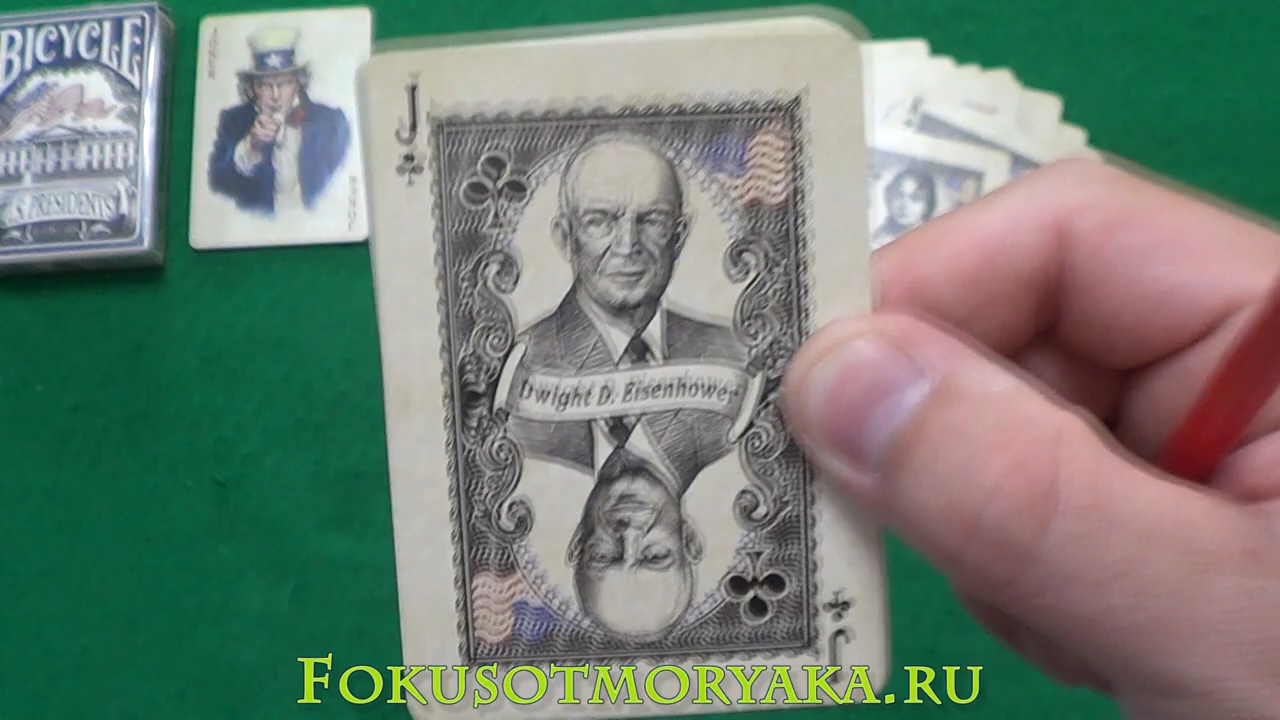 BICYCLE
U.S. PRESIDENTS
J
Dwight D. Eisenhower
J
FOKUSOTMORYAKA.RU